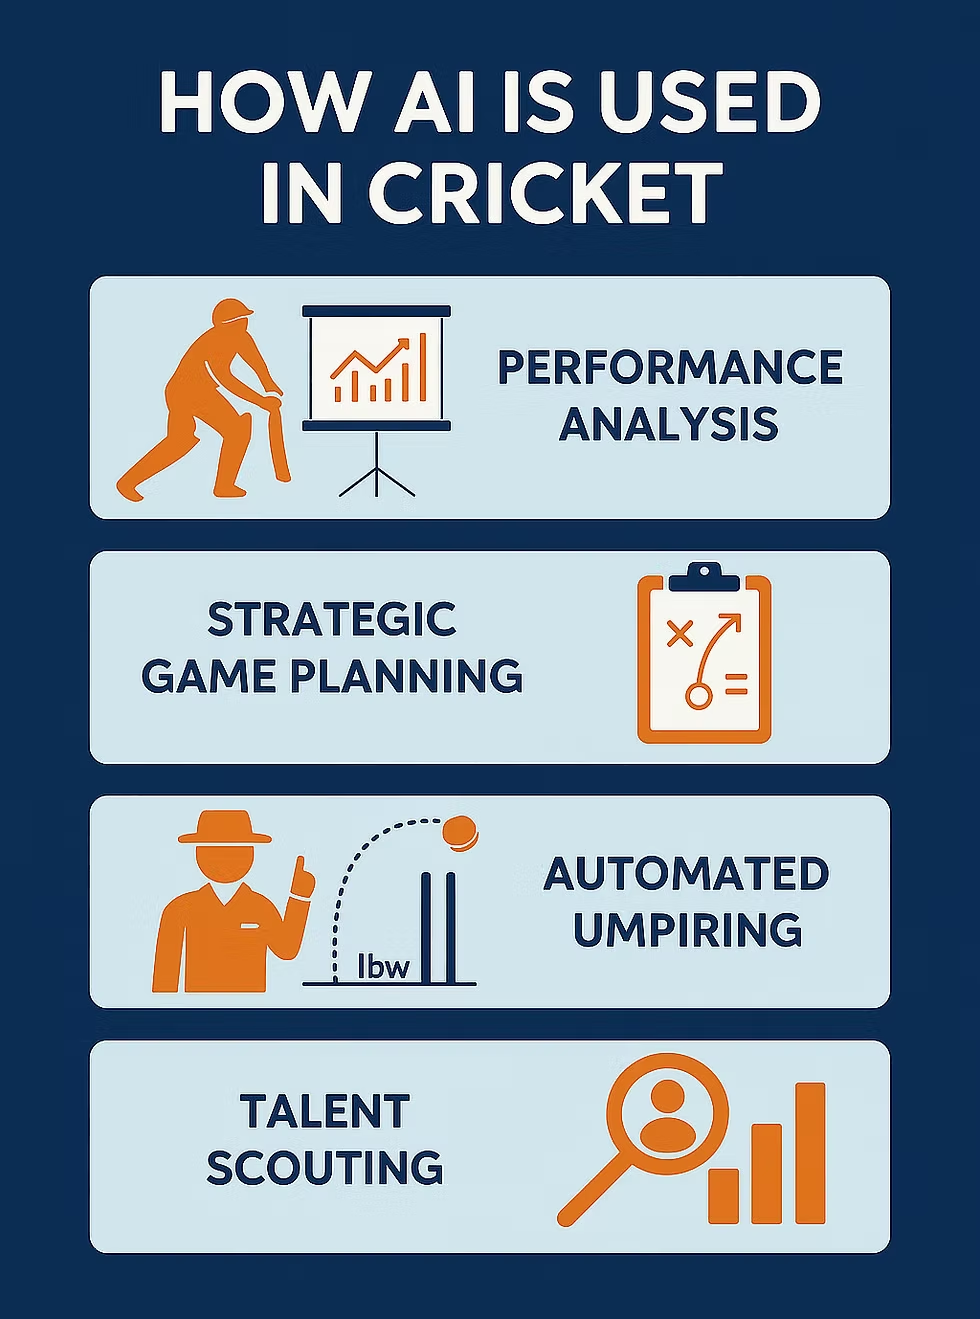 HOW AI IS USED
IN CRICKET
PERFORMANCE
ANALYSIS
STRATEGIC
GAME PLANNING
lbw
AUTOMATED
UMPIRING
TALENT
SCOUTING